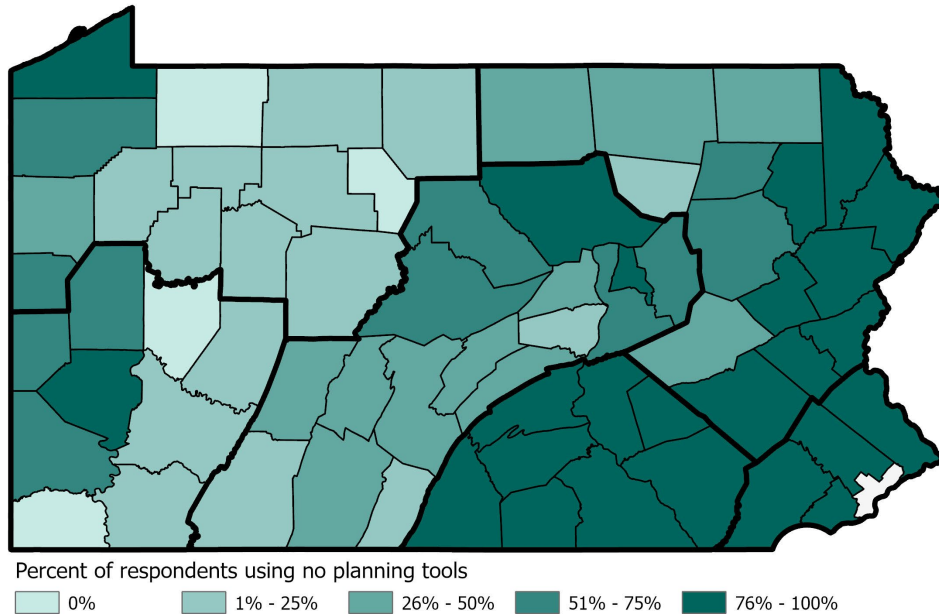 Percent of respondents using no planning tools
0% 1% - 25% 26% - 50% 51% - 75% 76% - 100%